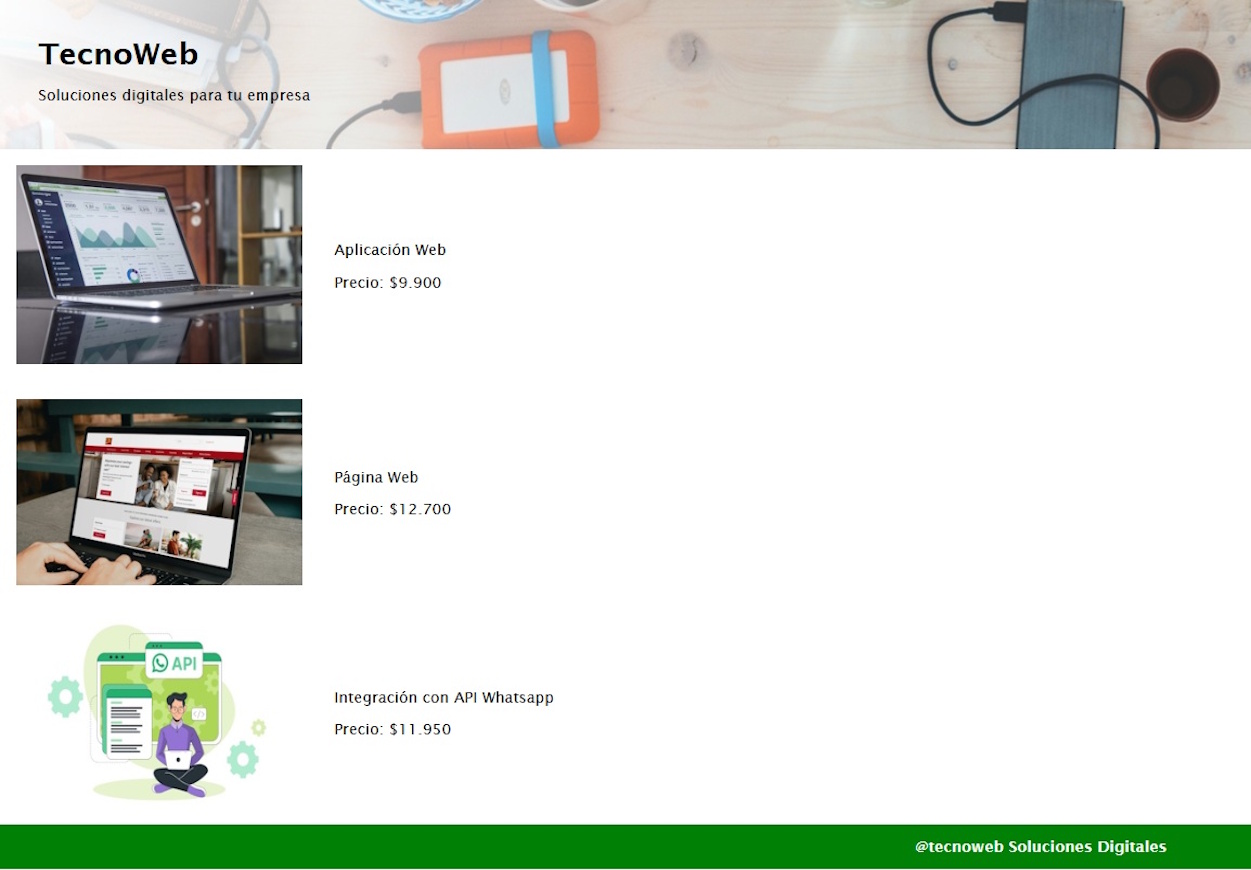 TecnoWeb
Soluciones digitales para tu empresa
Aplicación Web
Precio: $9.900
Página Web
Precio: $12.700
API
Integración con API Whatsapp
Precio: $11.950
@tecnoweb Soluciones Digitales